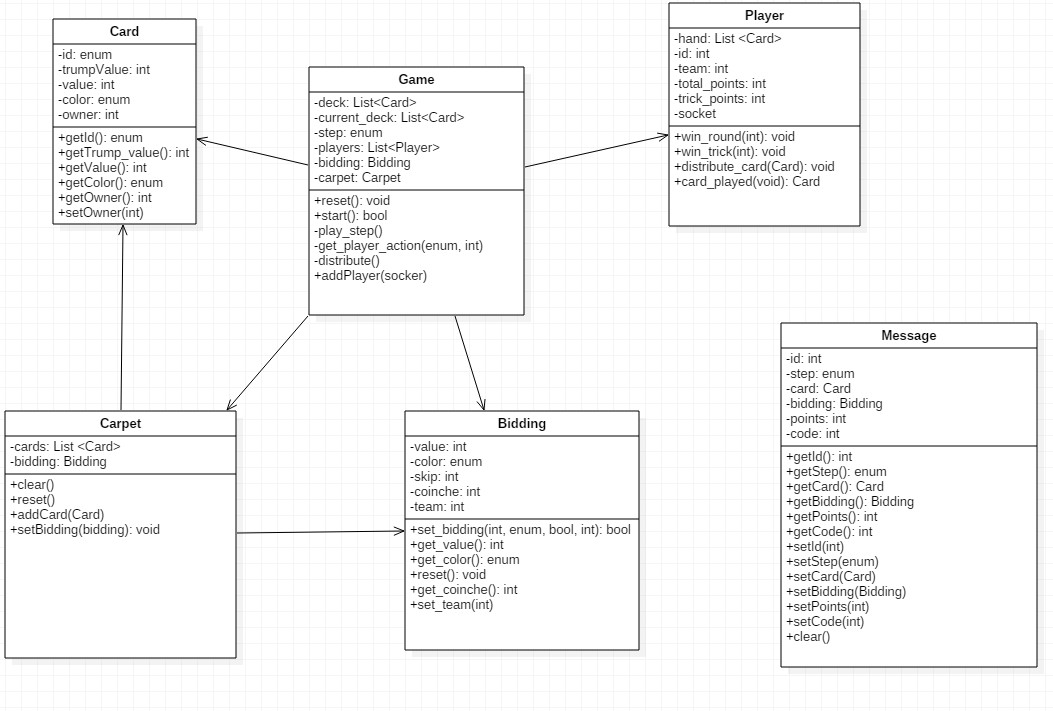 Card
-id: enum
-trumpValue: int
-value: int
-color: enum
-owner: int
+getId(): enum
+getTrump_value(): int
+getValue(): int
+getColor(): enum
+getOwner(): int
+setOwner(int)
Game
-deck: List<Card>
-current_deck: List<Card>
-step: enum
-players: List<Player>
-bidding: Bidding
-carpet: Carpet
+reset(): void
+start(): bool
-play_step()
-get_player_action(enum, int)
-distribute()
+addPlayer(socker)
Player
-hand: List <Card>
-id: int
-team: int
-total_points: int
-trick_points: int
-socket
+win_round(int): void
+win_trick(int): void
+distribute_card(Card): void
+card_played(void): Card
Carpet
-cards: List <Card>
-bidding: Bidding
+clear()
+reset()
+addCard(Card)
+setBidding(bidding): void
Bidding
-value: int
-color: enum
-skip: int
-coinche: int
-team: int
+set_bidding(int, enum, bool, int): bool
+get_value(): int
+get_color(): enum
+reset(): void
+get_coinche(): int
+set_team(int)
Message
-id: int
-step: enum
-card: Card
-bidding: Bidding
-points: int
-code: int
+getId(): int
+getStep(): enum
+getCard(): Card
+getBidding(): Bidding
+getPoints(): int
+getCode(): int
+setId(int)
+setStep(enum)
+setCard(Card)
+setBidding(Bidding)
+setPoints(int)
+setCode(int)
+clear()